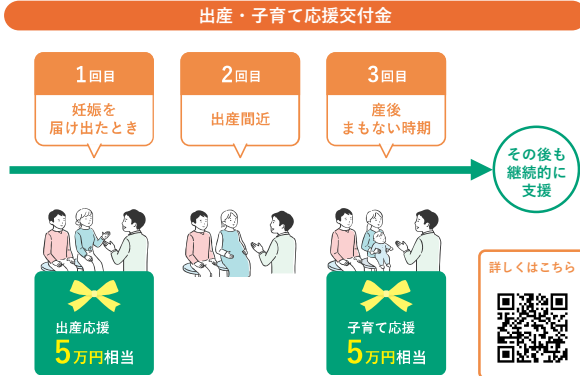 出産・子育て応援交付金
1回目
妊娠を
届け出たとき
2回目
出産間近
3回目
産後
まもない時期
その後も
継続的に
支援
出産応援
5万円相当
子育て応援
5万円相当
詳しくはこちら